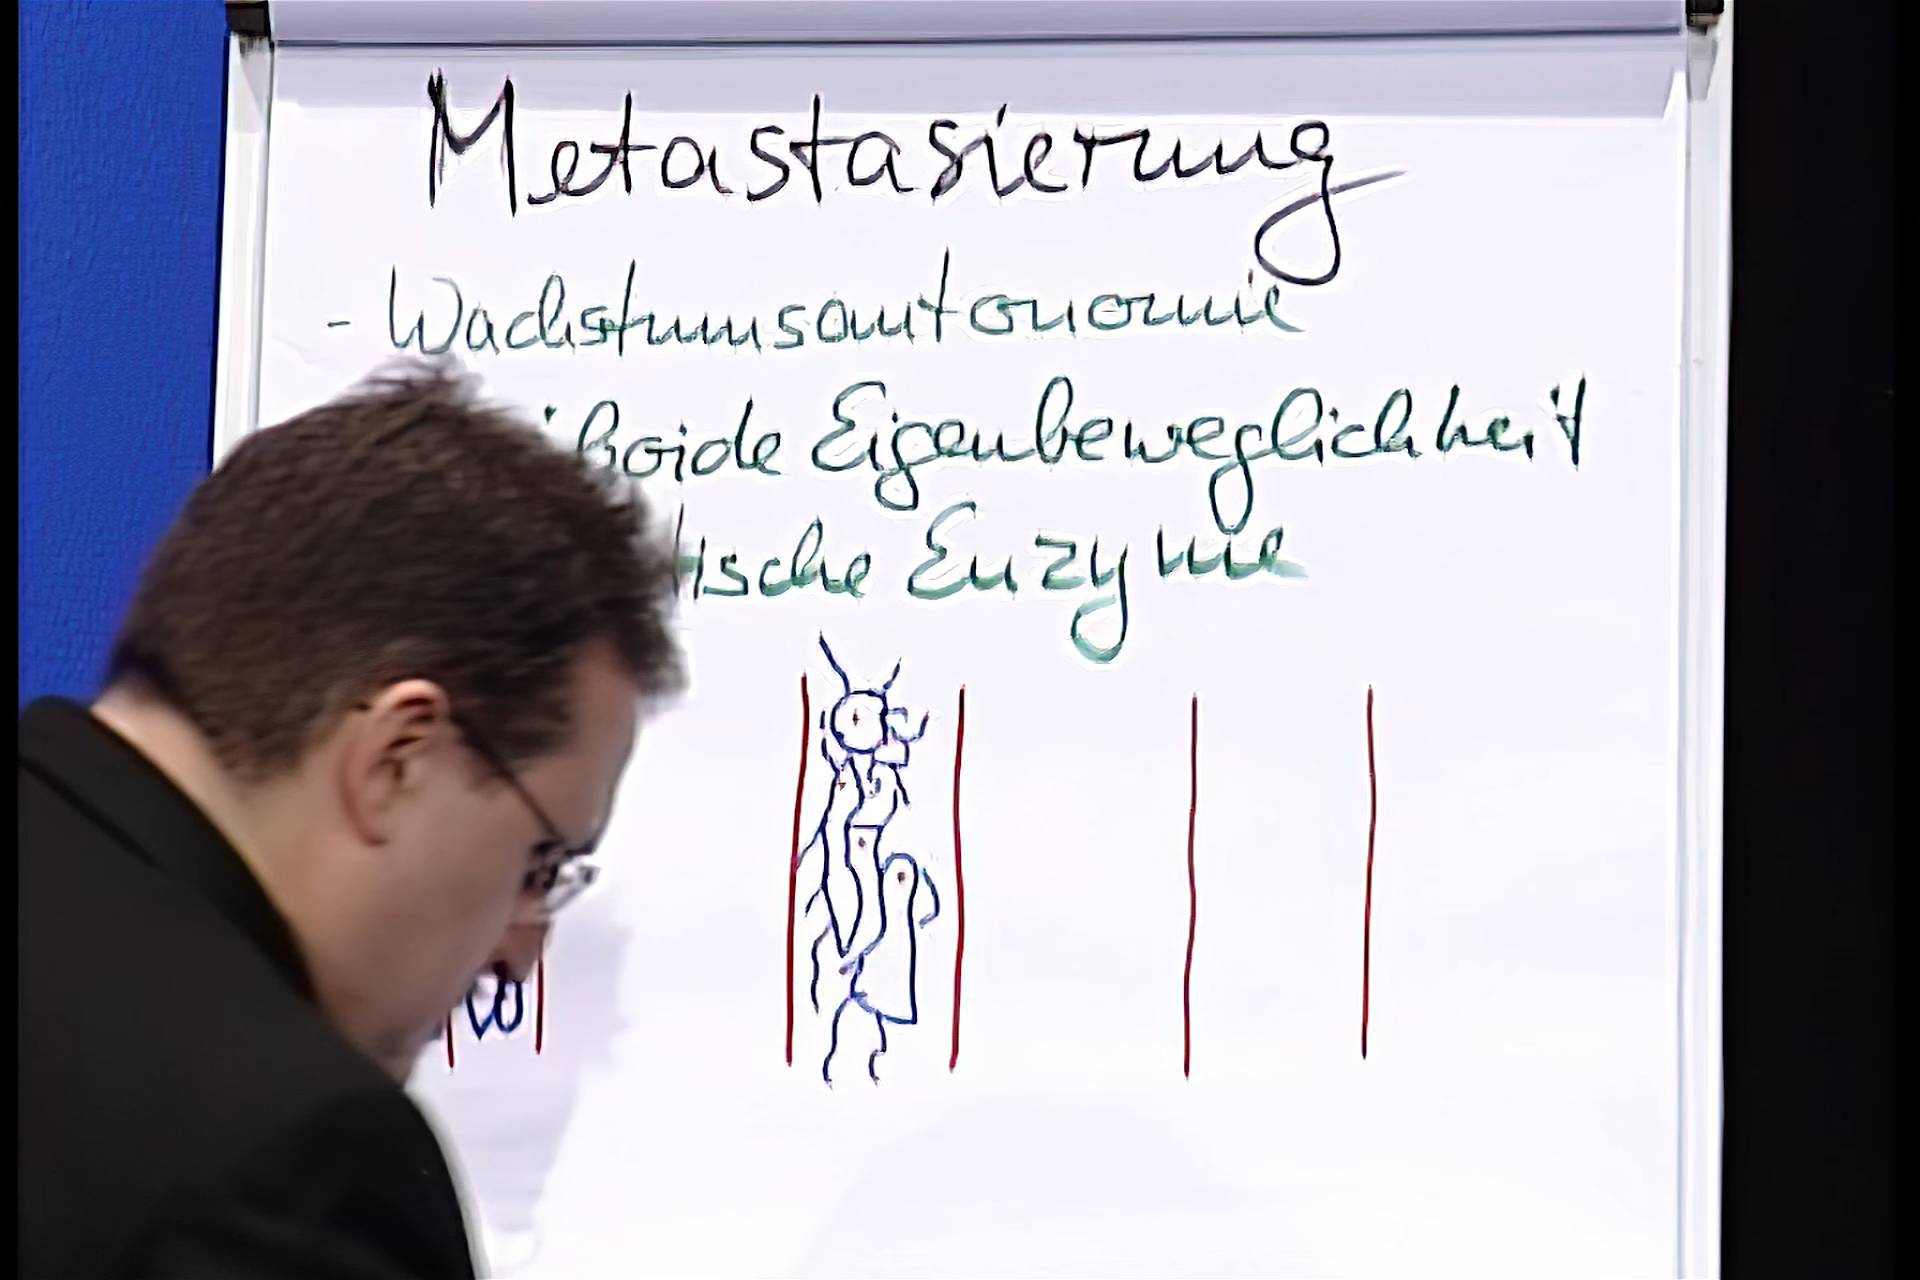 Metastasierung
- Wachstumsautonomie
boide Eigenbeweglichkeit
tische Enzyme